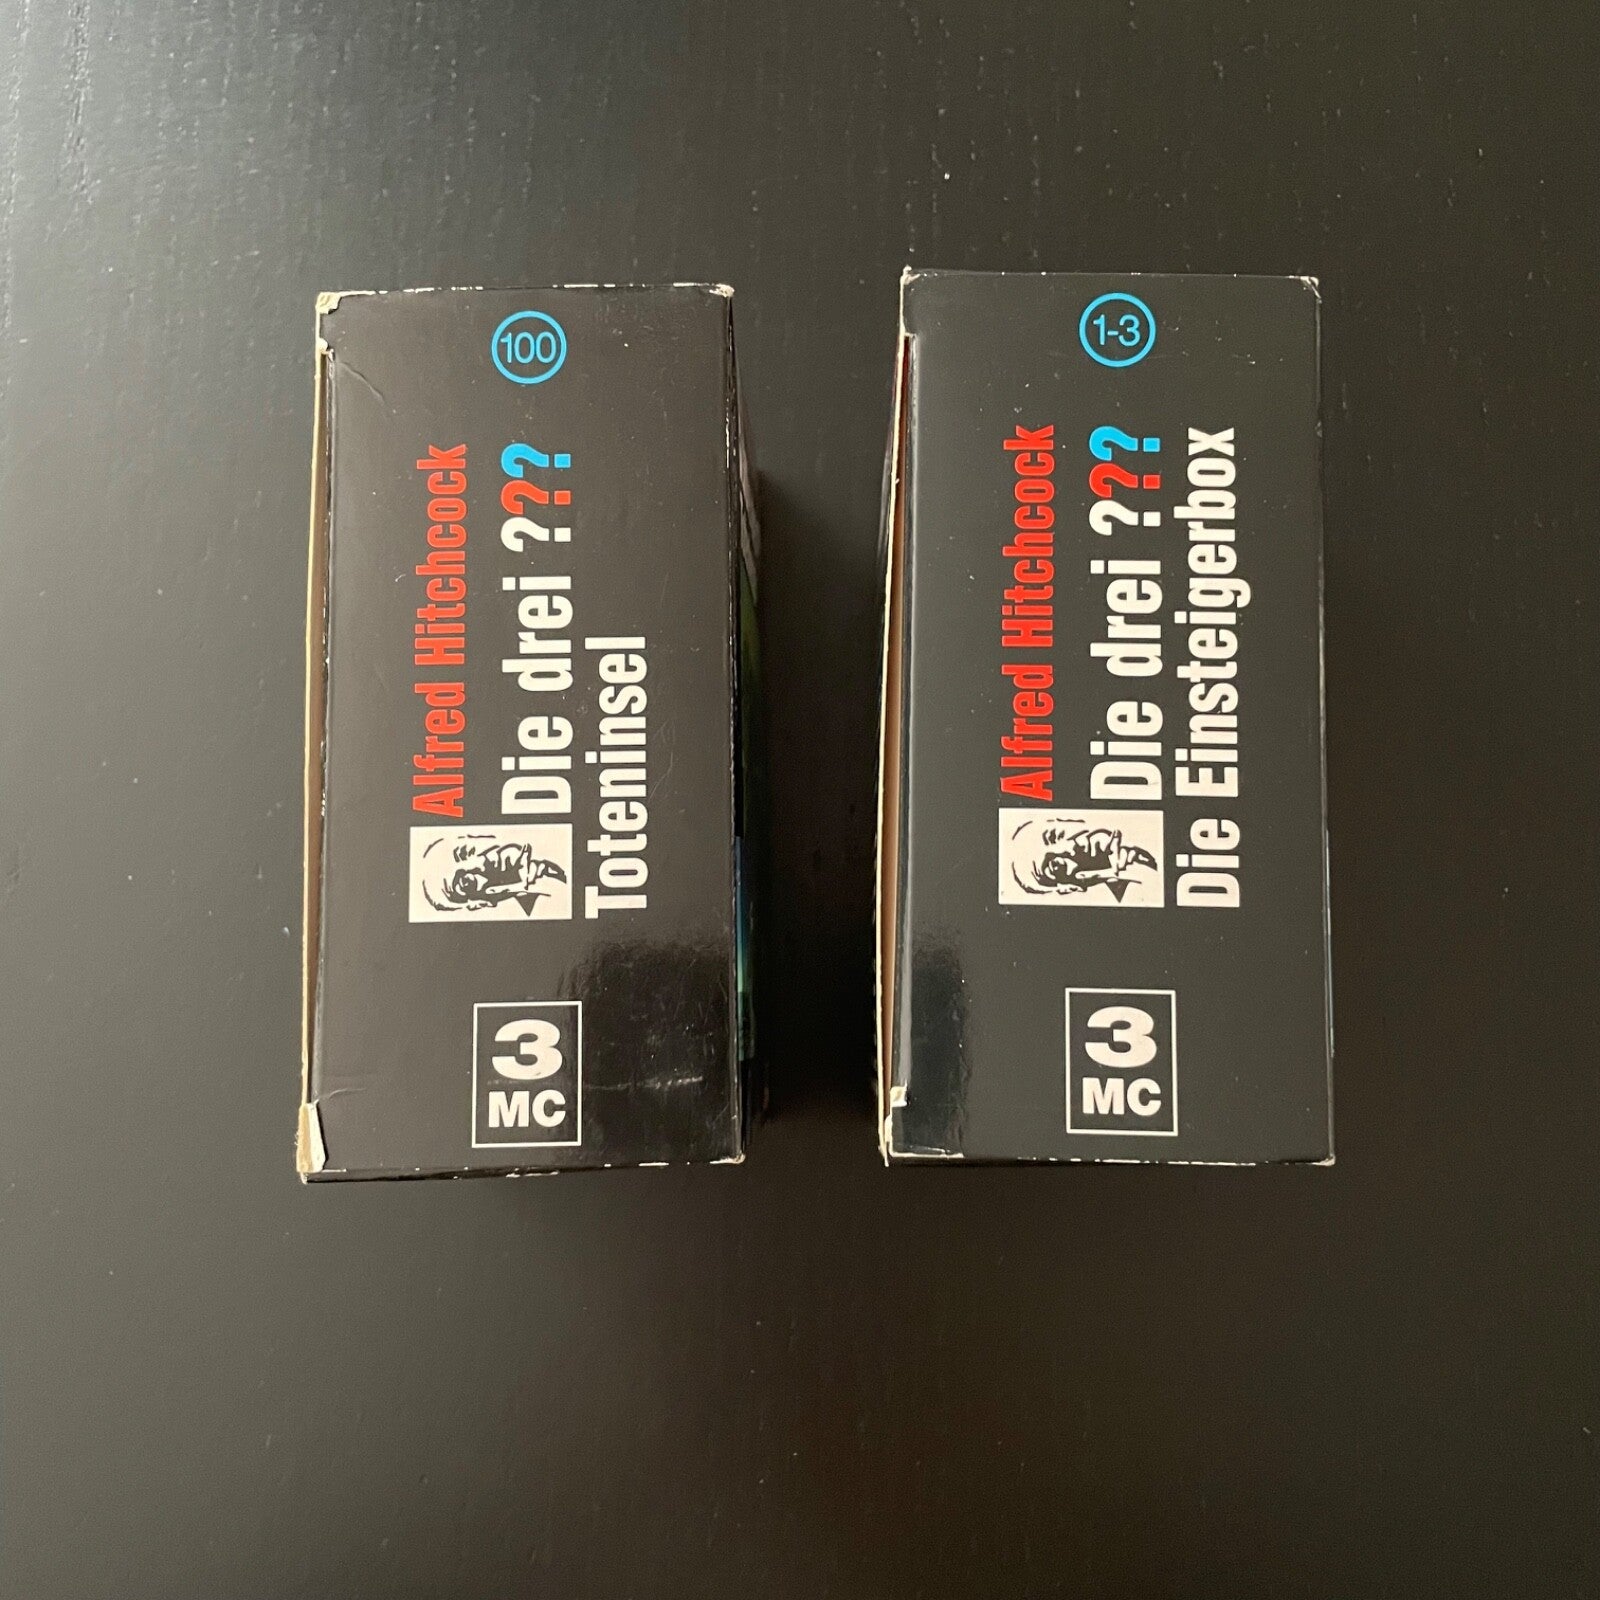 100
Alfred Hitchcock
Die drei ???
Toteninsel
3
MC
1-3
Alfred Hitchcock
Die drei ???
Die Einsteigerbox
3
MC